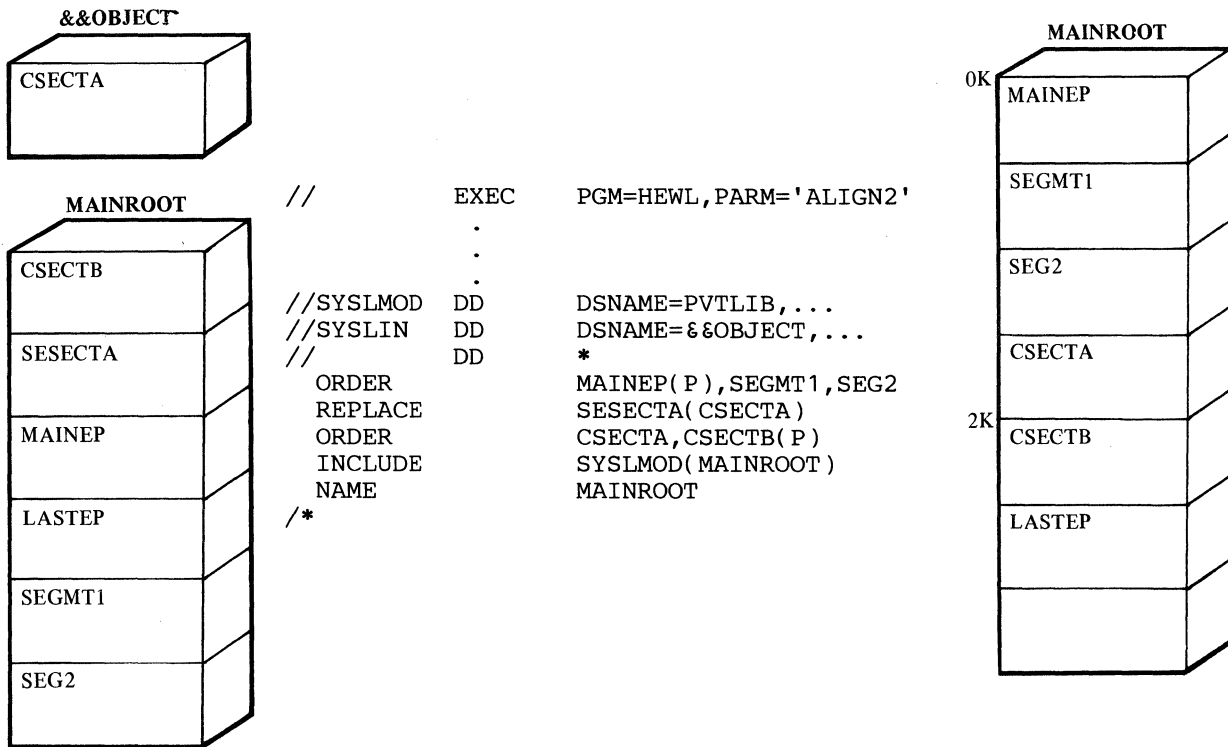 &&OBJECT
CSECTA
MAINROOT
CSECTB
SESECTA
MAINEP
LASTEP
SEGMT1
SEG2
// EXEC PGM=HEWL,PARM='ALIGN2'
.
.
.
//SYSLMOD DD DSNAME=PVTLIB,...
//SYSLIN DD DSNAME=&&OBJECT,...
// DD *
ORDER MAINEP(P),SEGMT1,SEG2
REPLACE SESECTA(CSECTA)
ORDER CSECTA,CSECTB(P)
INCLUDE SYSLMOD(MAINROOT)
NAME MAINROOT
/*
MAINROOT
0K
MAINEP
SEGMT1
SEG2
CSECTA
2K
CSECTB
LASTEP